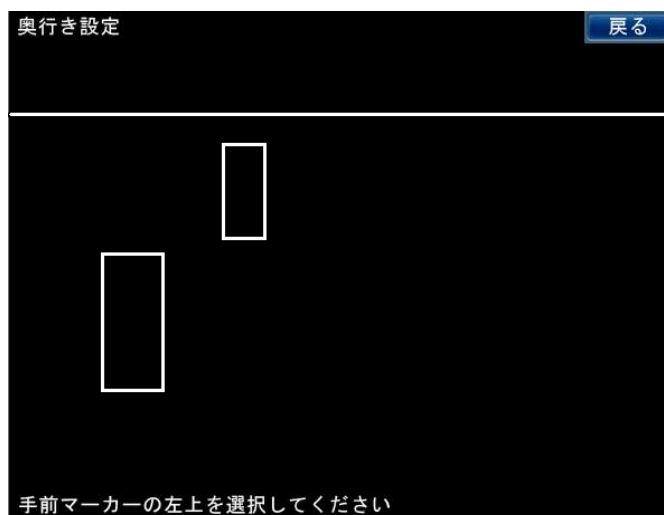 奥行き設定
戻る
手前マーカーの左上を選択してください